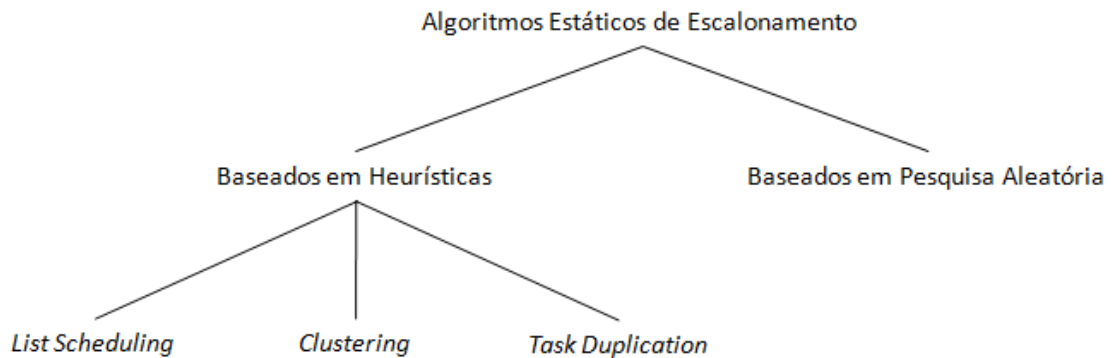 Algoritmos Estáticos de Escalonamento
Baseados em Heurísticas
Baseados em Pesquisa Aleatória
List Scheduling
Clustering
Task Duplication